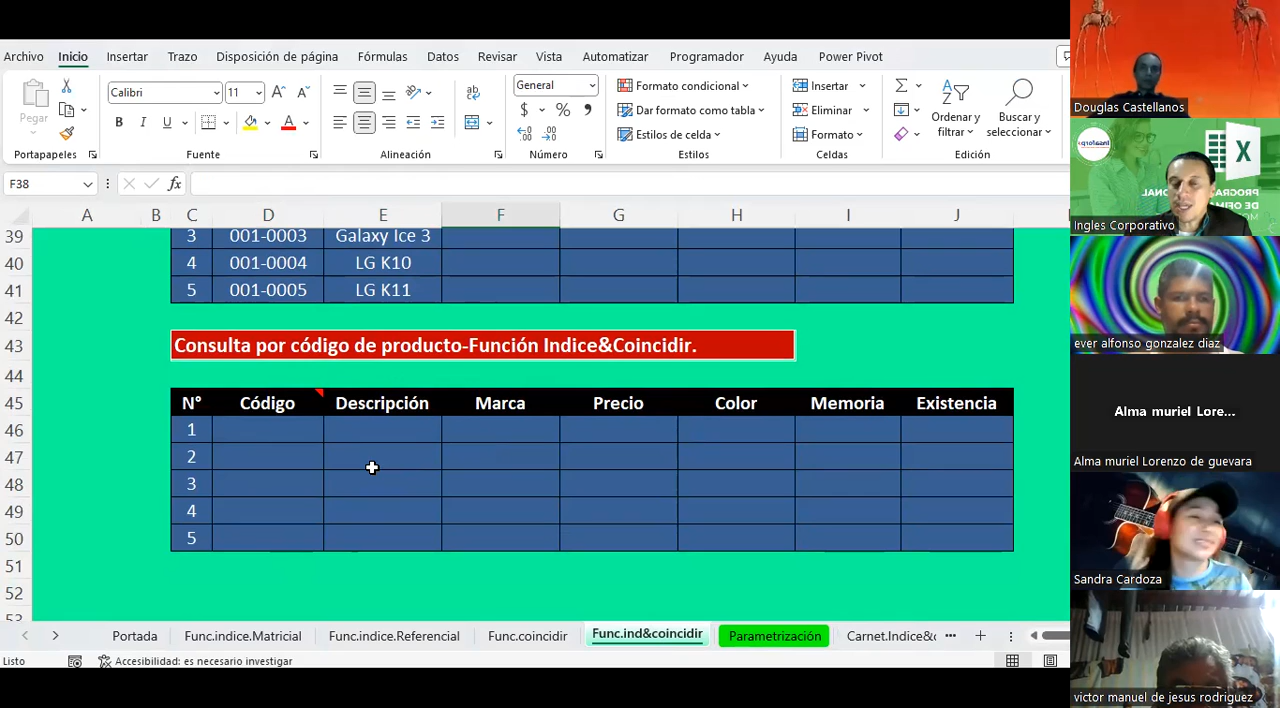 Archivo Inicio Insertar Trazo Disposición de página Fórmulas Datos Revisar Vista Automatizar Programador Ayuda Power Pivot
Pegar
Calibri 11
General
Formato condicional
Dar formato como tabla
Estilos de celda
Insertar
Eliminar
Formato
Ordenar y filtrar
Buscar y seleccionar
Portapapeles Fuente Alineación Número Estilos Celdas Edición
F38
A B C D E F G H I J
39 3 001-0003 Galaxy Ice 3
40 4 001-0004 LG K10
41 5 001-0005 LG K11
42
43 Consulta por código de producto-Función Indice&Coincidir.
44
45 N° Código Descripción Marca Precio Color Memoria Existencia
46 1
47 2
48 3
49 4
50 5
51
52
53
Portada Func.indice.Matricial Func.indice.Referencial Func.coincidir Func.ind&coincidir Parametrización Carnet.Indice&c
Listo Accesibilidad: es necesario investigar
Douglas Castellanos
Ingles Corporativo
ever alfonso gonzalez diaz
Alma muriel Lore...
Alma muriel Lorenzo de guevara
Sandra Cardoza
victor manuel de jesus rodriguez